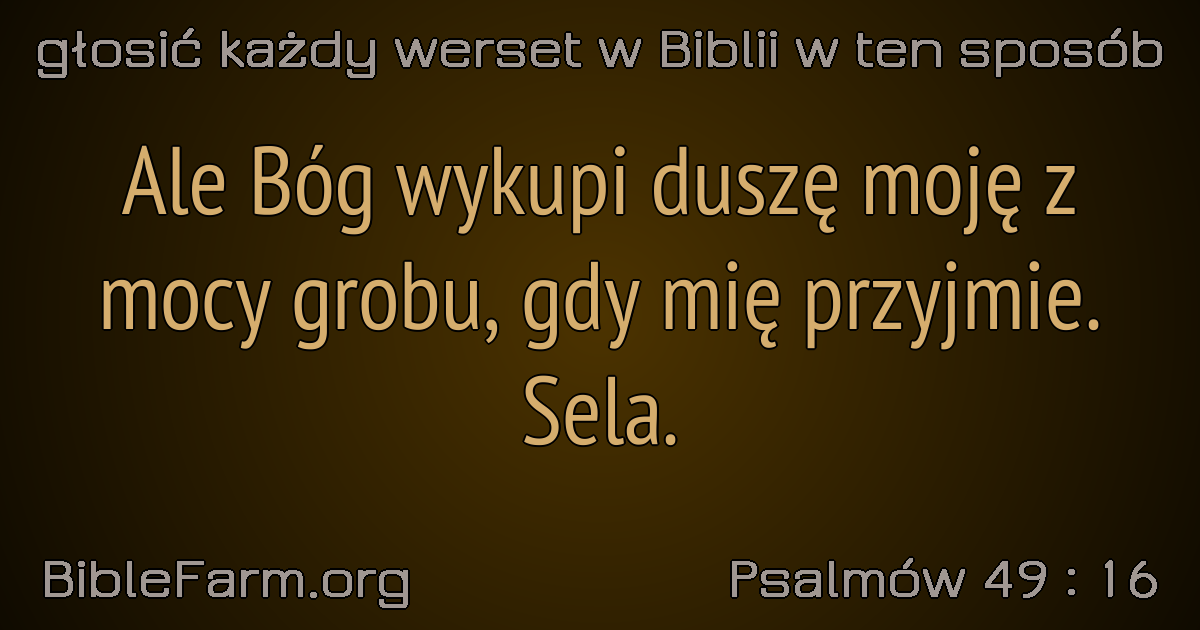 głosić każdy werset w Biblii w ten sposób
Ale Bóg wykupi duszę moję z
mocy grobu, gdy mię przyjmie.
Sela.
BibleFarm.org
Psalmów 49 : 16